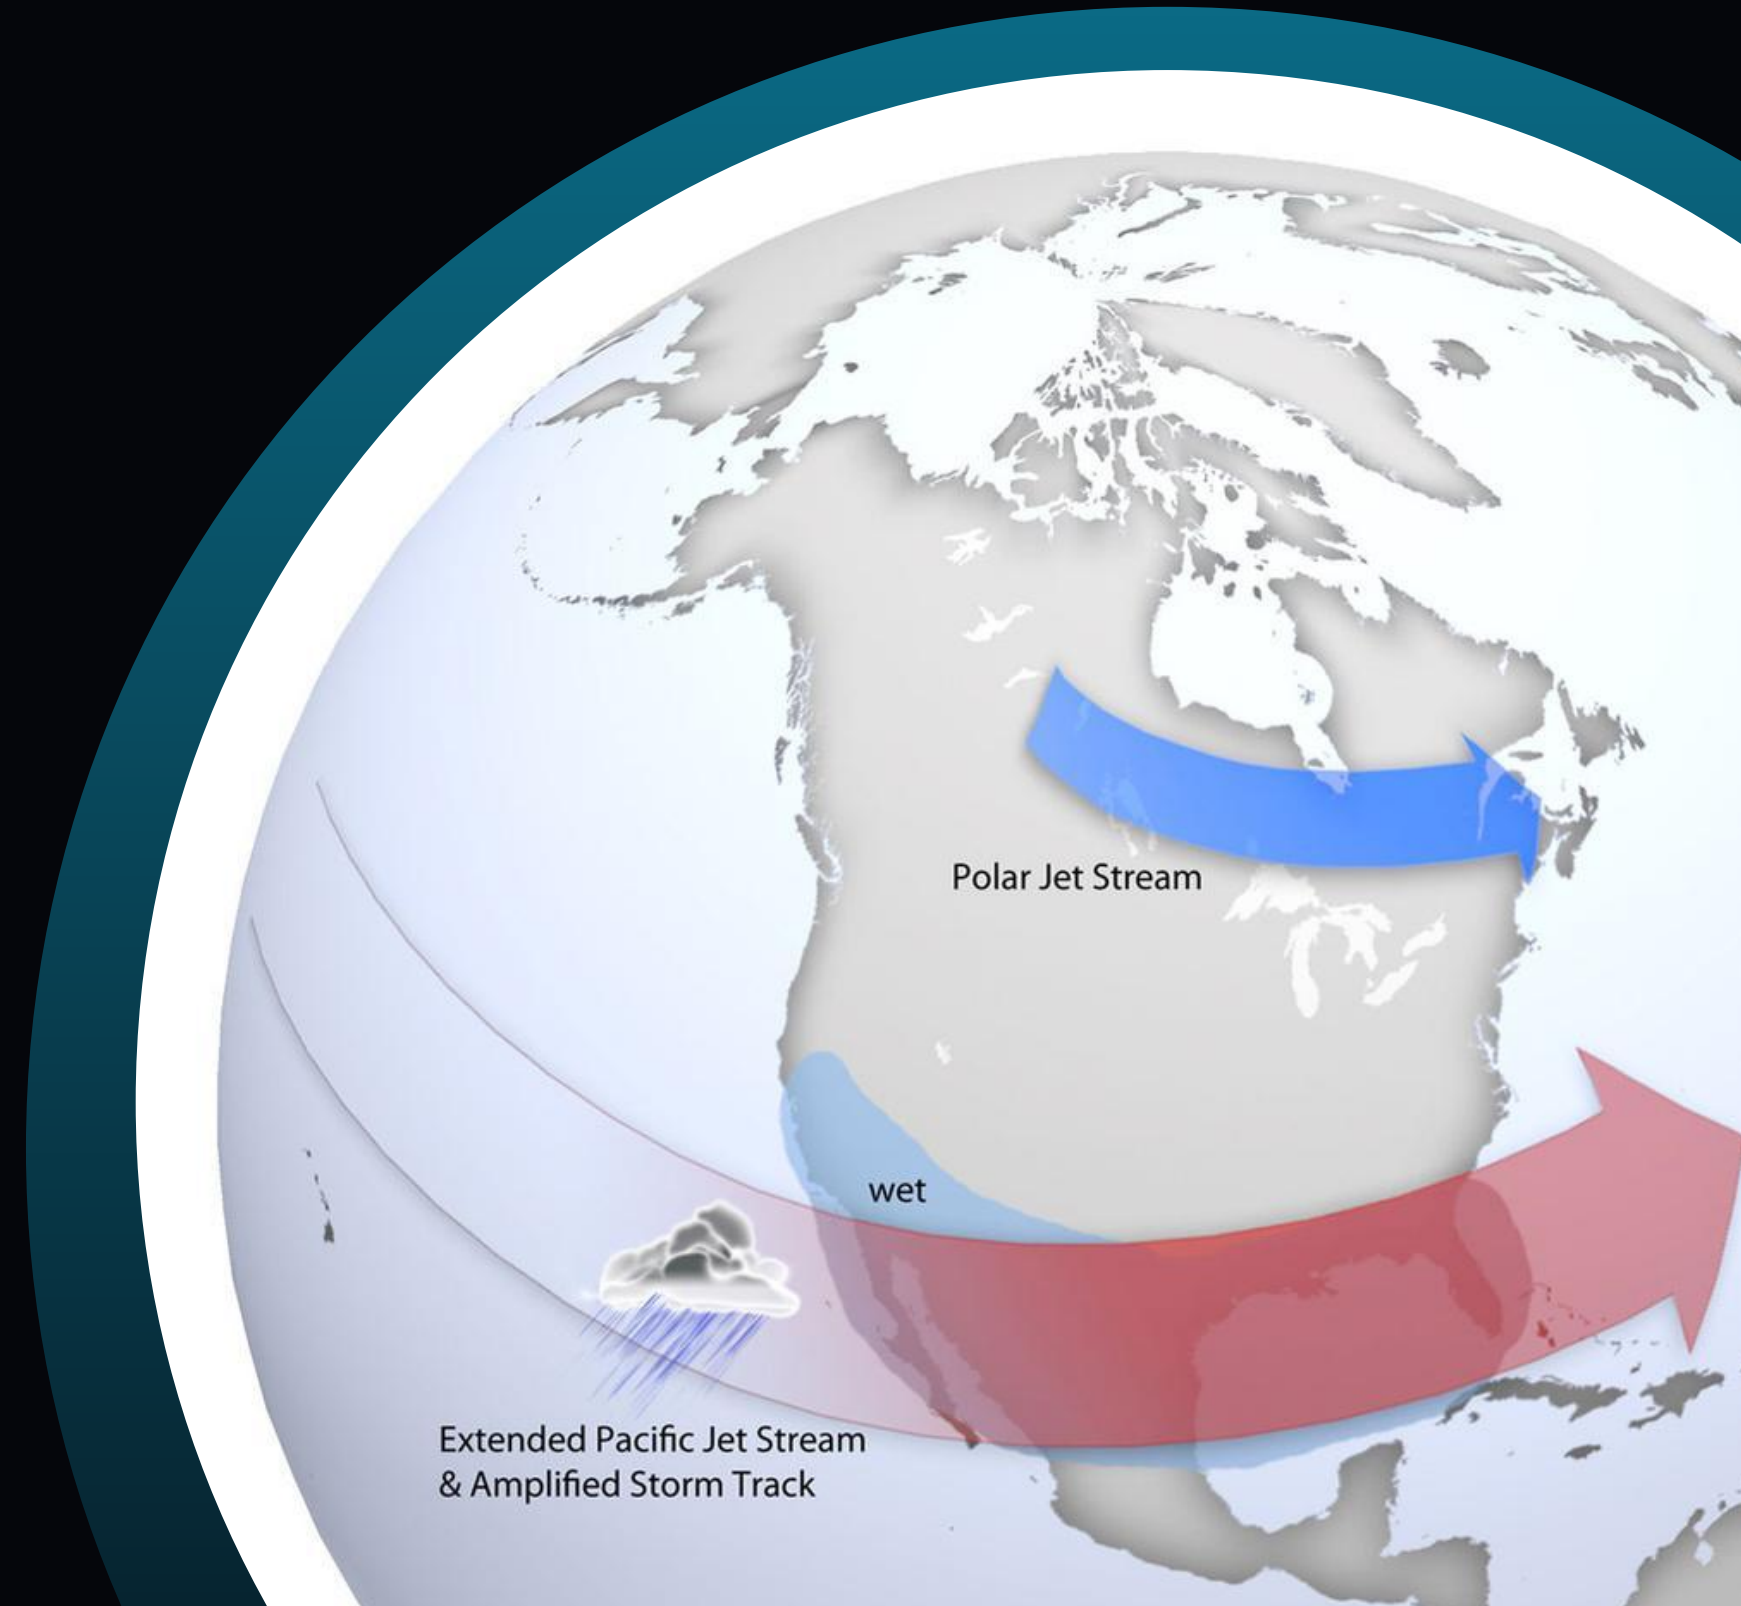 Polar Jet Stream
wet
Extended Pacific Jet Stream
& Amplified Storm Track